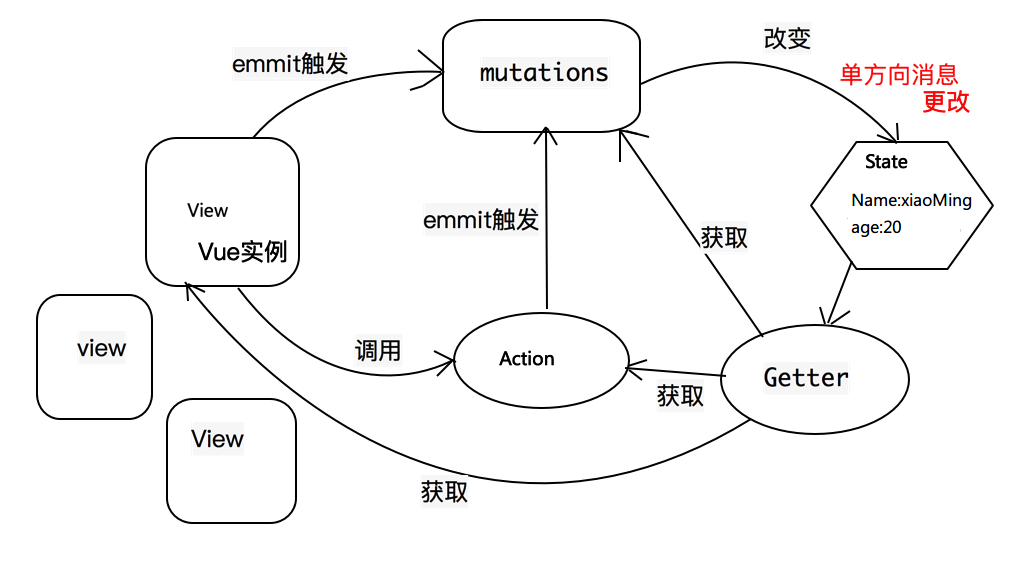 改变
emmit触发
mutations
单方向消息
更改
State
Name:xiaoMing
age:20
View
Vue实例
emmit触发
获取
view
调用
Action
Getter
获取
View
获取